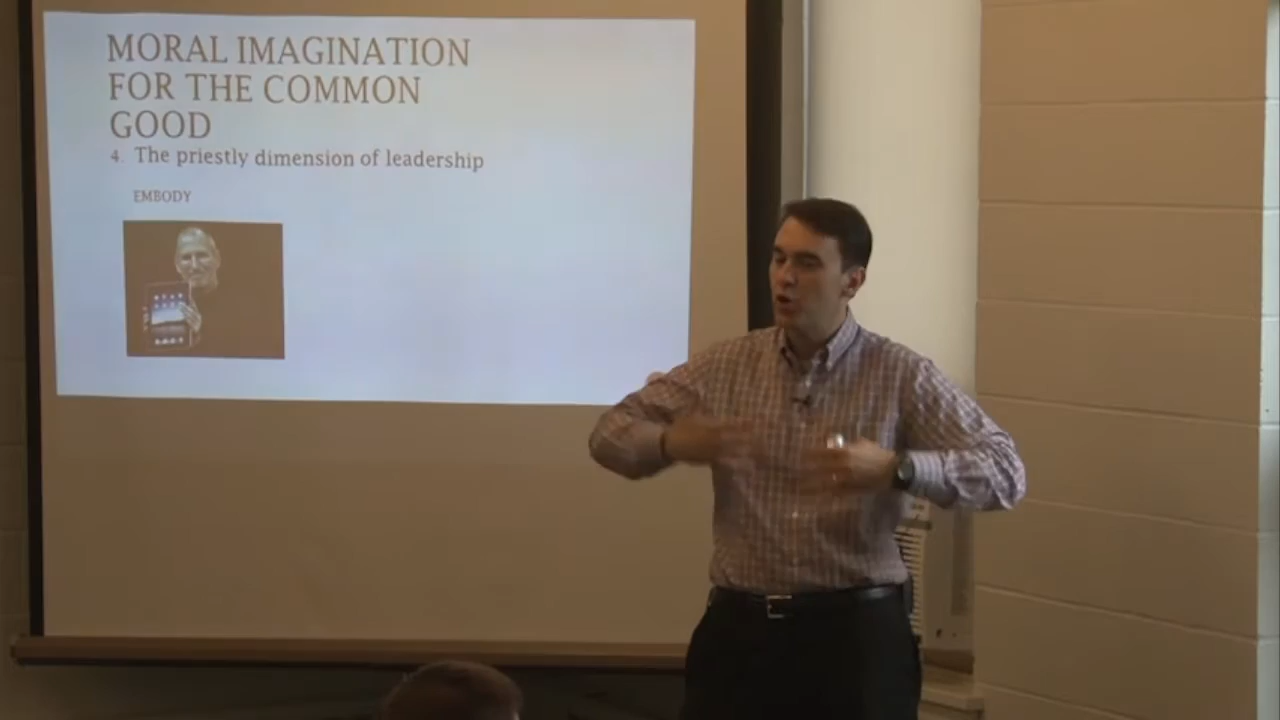 MORAL IMAGINATION
FOR THE COMMON
GOOD
4. The priestly dimension of leadership
EMBODY